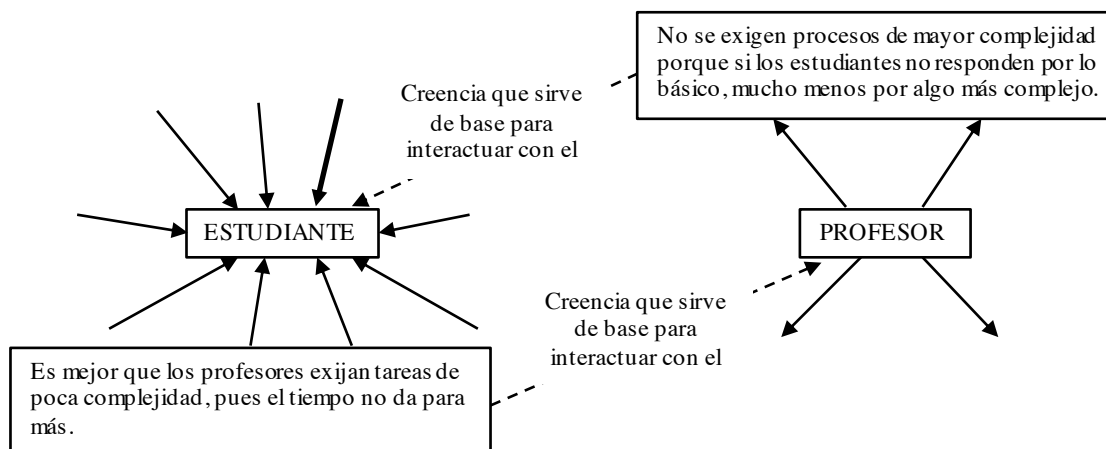 No se exigen procesos de mayor complejidad
porque si los estudiantes no responden por lo
básico, mucho menos por algo más complejo.
Creencia que sirve
de base para
interactuar con el
ESTUDIANTE
PROFESOR
Creencia que sirve
de base para
interactuar con el
Es mejor que los profesores exijan tareas de
poca complejidad, pues el tiempo no da para
más.